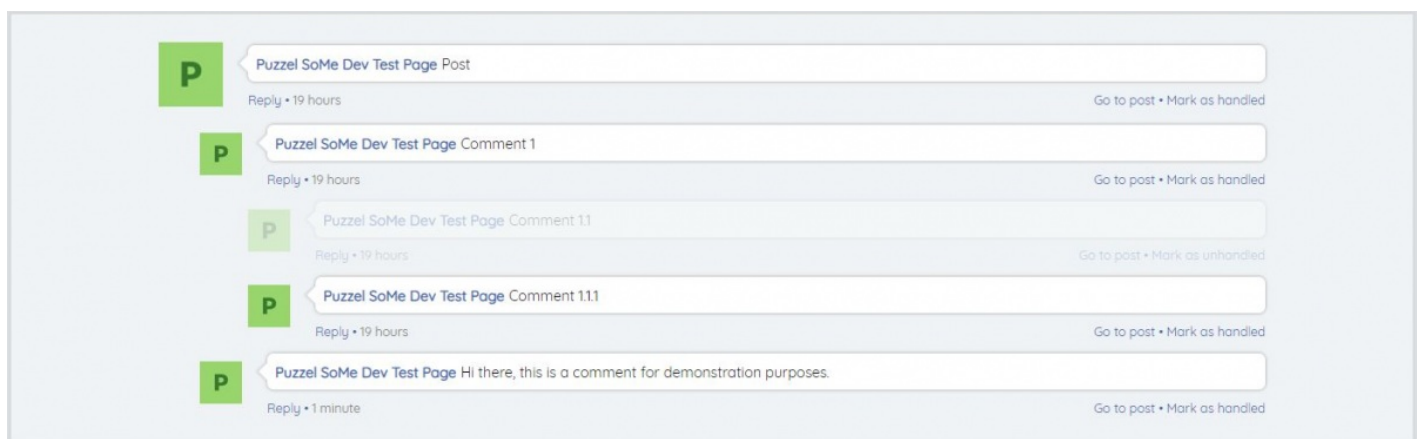 P
Puzzel SoMe Dev Test Page Post
Reply • 19 hours Go to post • Mark as handled
P
Puzzel SoMe Dev Test Page Comment 1
Reply • 19 hours Go to post • Mark as handled
P
Puzzel SoMe Dev Test Page Comment 1.1
Reply • 19 hours Go to post • Mark as unhandled
P
Puzzel SoMe Dev Test Page Comment 1.1.1
Reply • 19 hours Go to post • Mark as handled
P
Puzzel SoMe Dev Test Page Hi there, this is a comment for demonstration purposes.
Reply • 1 minute Go to post • Mark as handled